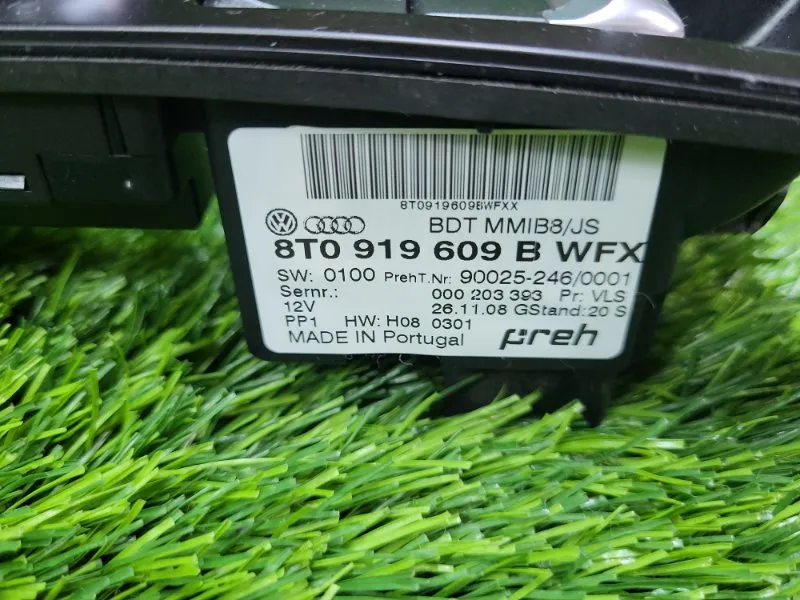 8T0919609BWFXX
BDT MMIB8/JS
8T0 919 609 B WFX
SW: 0100 PrehT.Nr: 90025-246/0001
Sernr.: 000 203 393 Pr: VLS
12V 26.11.08 GStand: 20 S
PP1 HW: H08 0301
MADE IN Portugal preh